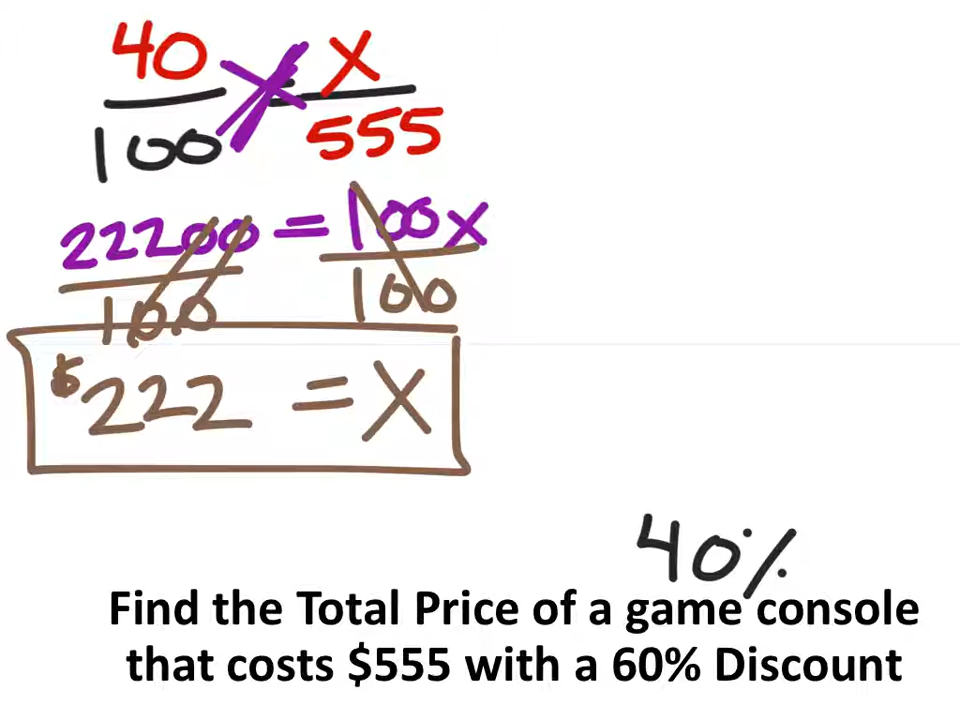 40 = X
100 555
22200 = 100x
100 100
$222 = X
40%
Find the Total Price of a game console
that costs $555 with a 60% Discount